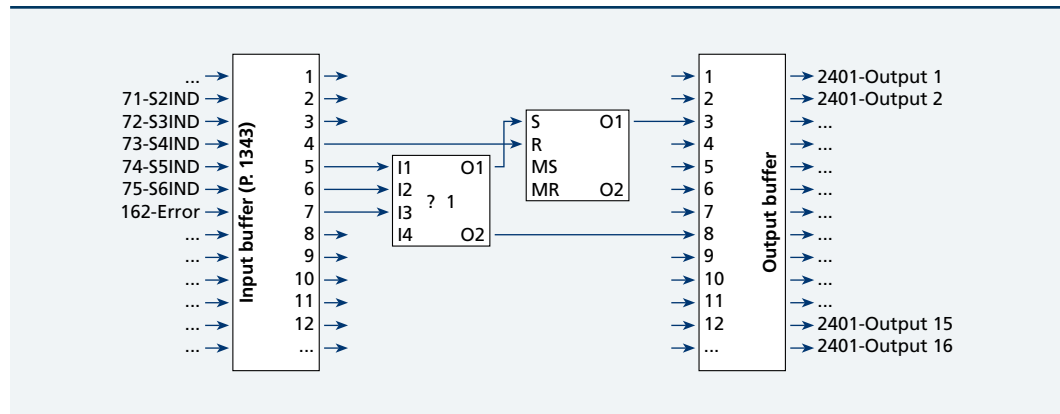 ... 1
71-S2IND 2
72-S3IND 3
73-S4IND 4
74-S5IND 5
75-S6IND 6
162-Error 7
... 8
... 9
... 10
... 11
... 12
... ...
Input buffer (P. 1343)
I1 O1
I2
? 1
I3
I4 O2
S O1
R
MS
MR O2
1 2401-Output 1
2 2401-Output 2
3 ...
4 ...
5 ...
6 ...
7 ...
8 ...
9 ...
10 ...
11 ...
12 2401-Output 15
... 2401-Output 16
Output buffer